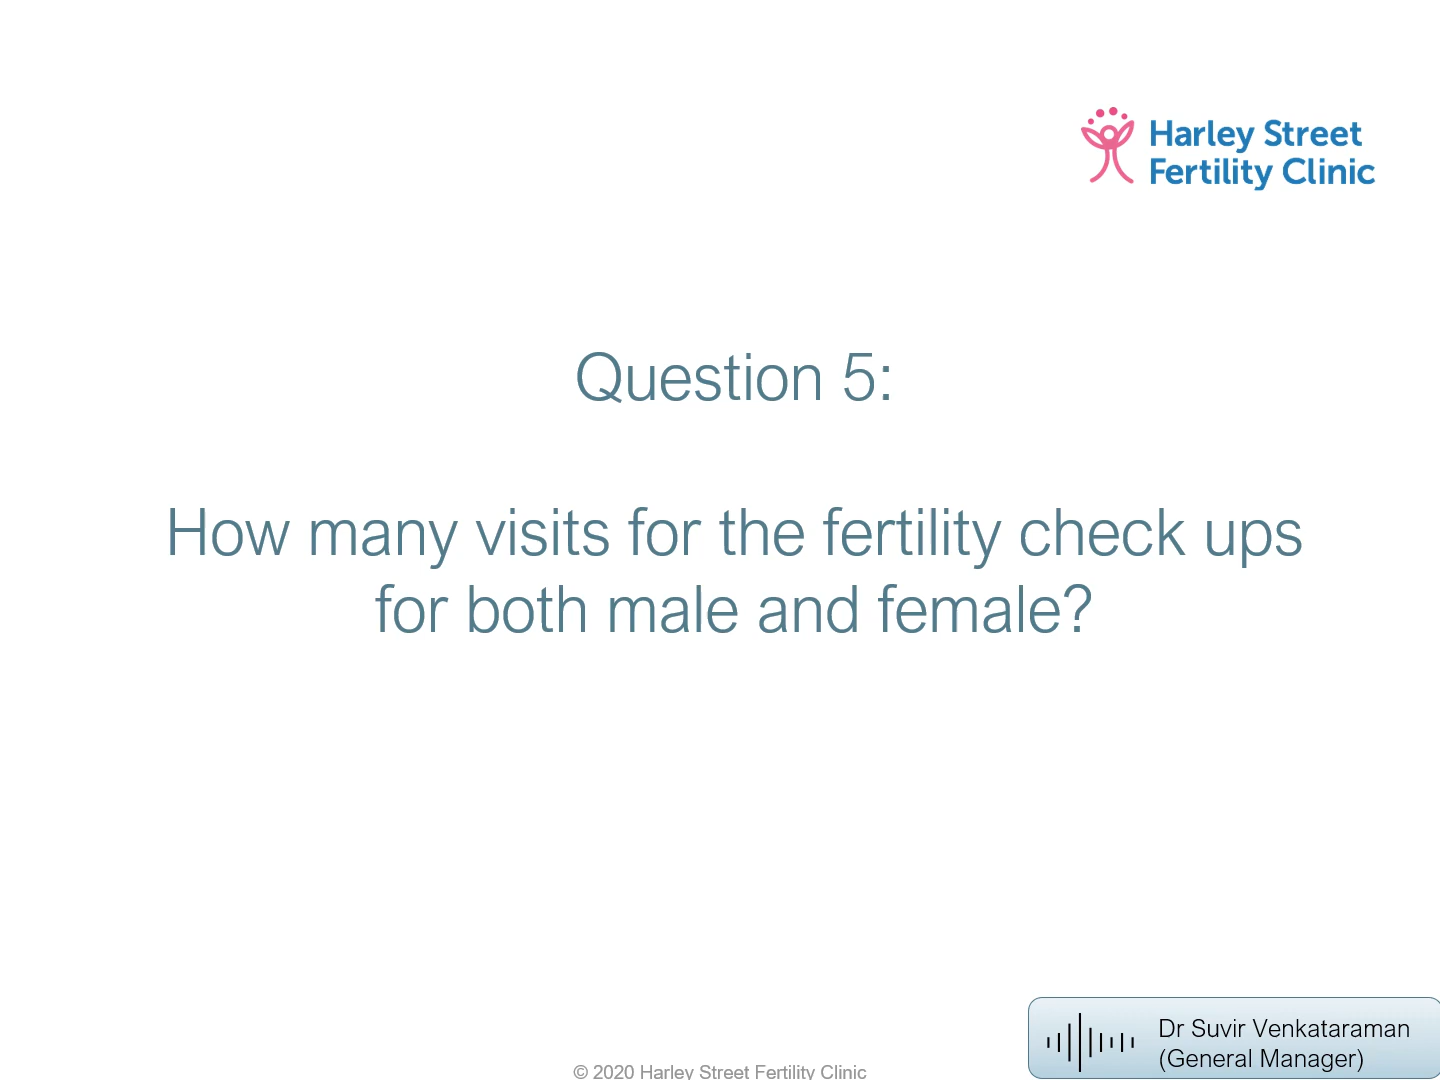 Harley Street
Fertility Clinic
Question 5:
How many visits for the fertility check ups
for both male and female?
Dr Suvir Venkataraman
(General Manager)
© 2020 Harley Street Fertility Clinic